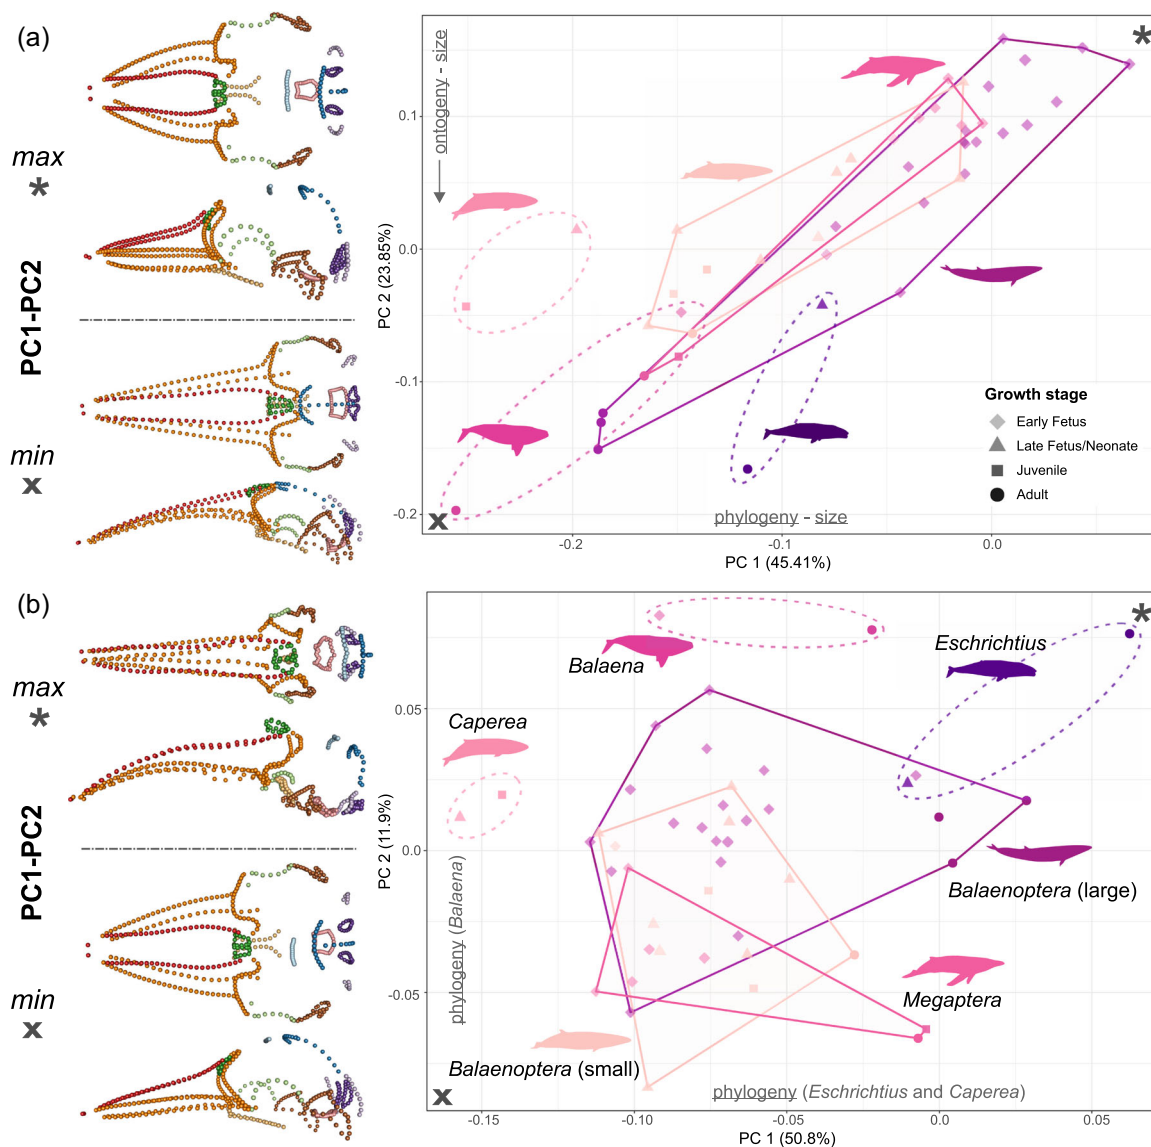 (a)
max
*
PC1-PC2
min
x
ontogeny - size
PC 2 (23.85%)
0.1
0.0
-0.1
-0.2
*
x
phylogeny - size
Growth stage
Early Fetus
Late Fetus/Neonate
Juvenile
Adult
-0.2
-0.1
0.0
PC 1 (45.41%)
(b)
max
*
PC1-PC2
min
x
PC 2 (11.9%)
0.05
0.0
-0.05
phylogeny (Balaena)
*
Balaena
Eschrichtius
Caperea
Balaenoptera (large)
Megaptera
Balaenoptera (small)
x
phylogeny (Eschrichtius and Caperea)
-0.15
-0.10
-0.05
0.0
0.05
PC 1 (50.8%)